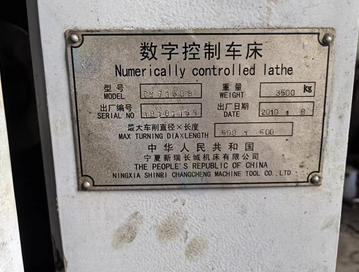 数字控制车床
Numerically controlled lathe
型号 重量
MODEL WEIGHT 3500 kg
出厂编号 出厂日期
SERIAL NO DATE 2010 . 8
最大车削直径×长度
MAX TURNING DIA×LENGTH
中华人民共和国
宁夏新瑞长城机床有限公司
THE PEOPLE'S REPUBLIC OF CHINA
NINGXIA SHINRI CHANGCHENG MACHINE TOOL CO., LTD.